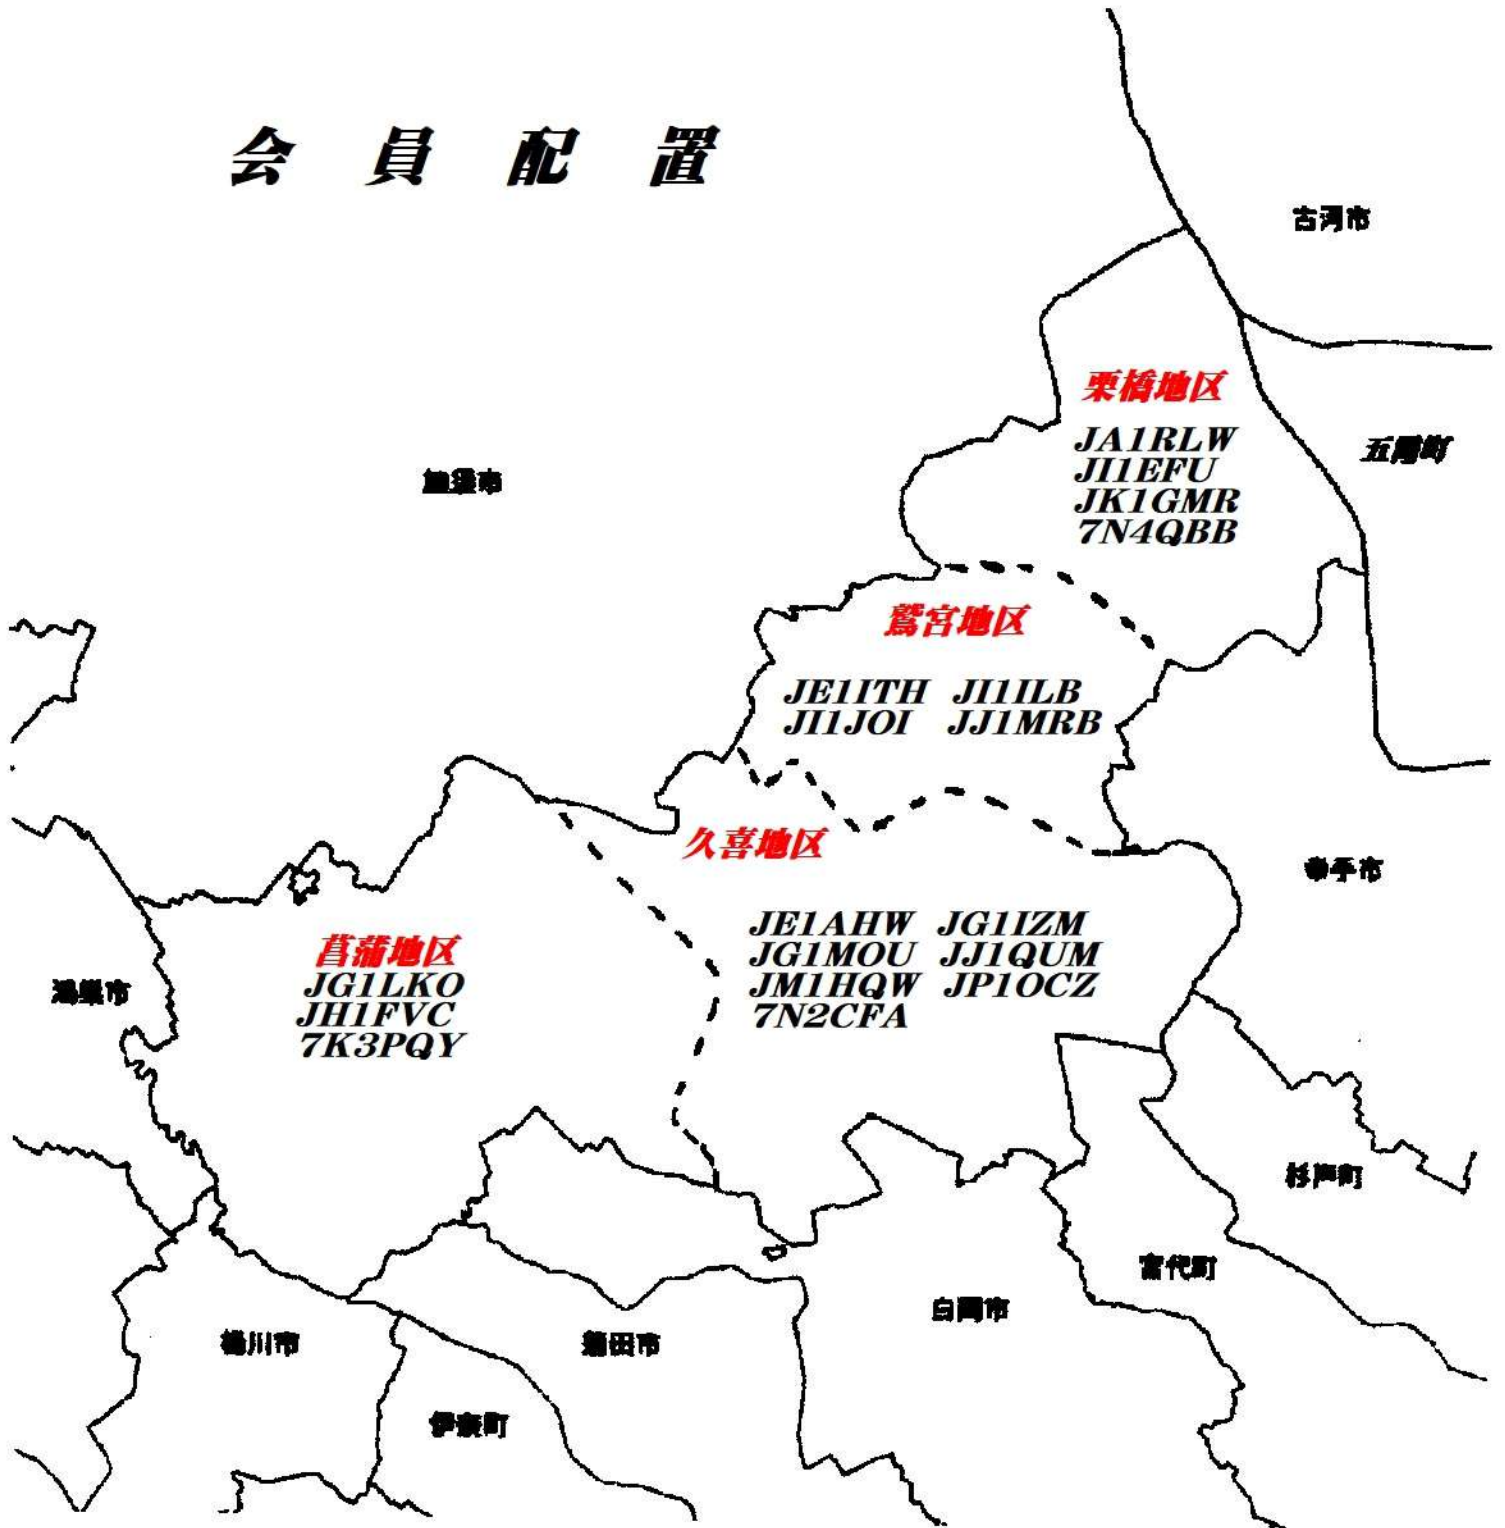 会員配置
古河市
栗橋地区
JA1RLW
JI1EFU
JK1GMR
7N4QBB
五霞町
加須市
鷲宮地区
JE1ITH JI1ILB
JI1JOI JJ1MRB
久喜地区
JE1AHW JG1IZM
JG1MOU JJ1QUM
JM1HQW JP1OCZ
7N2CFA
幸手市
菖蒲地区
JG1LKO
JH1FVC
7K3PQY
鴻巣市
杉戸町
宮代町
白岡市
桶川市
蓮田市
伊奈町